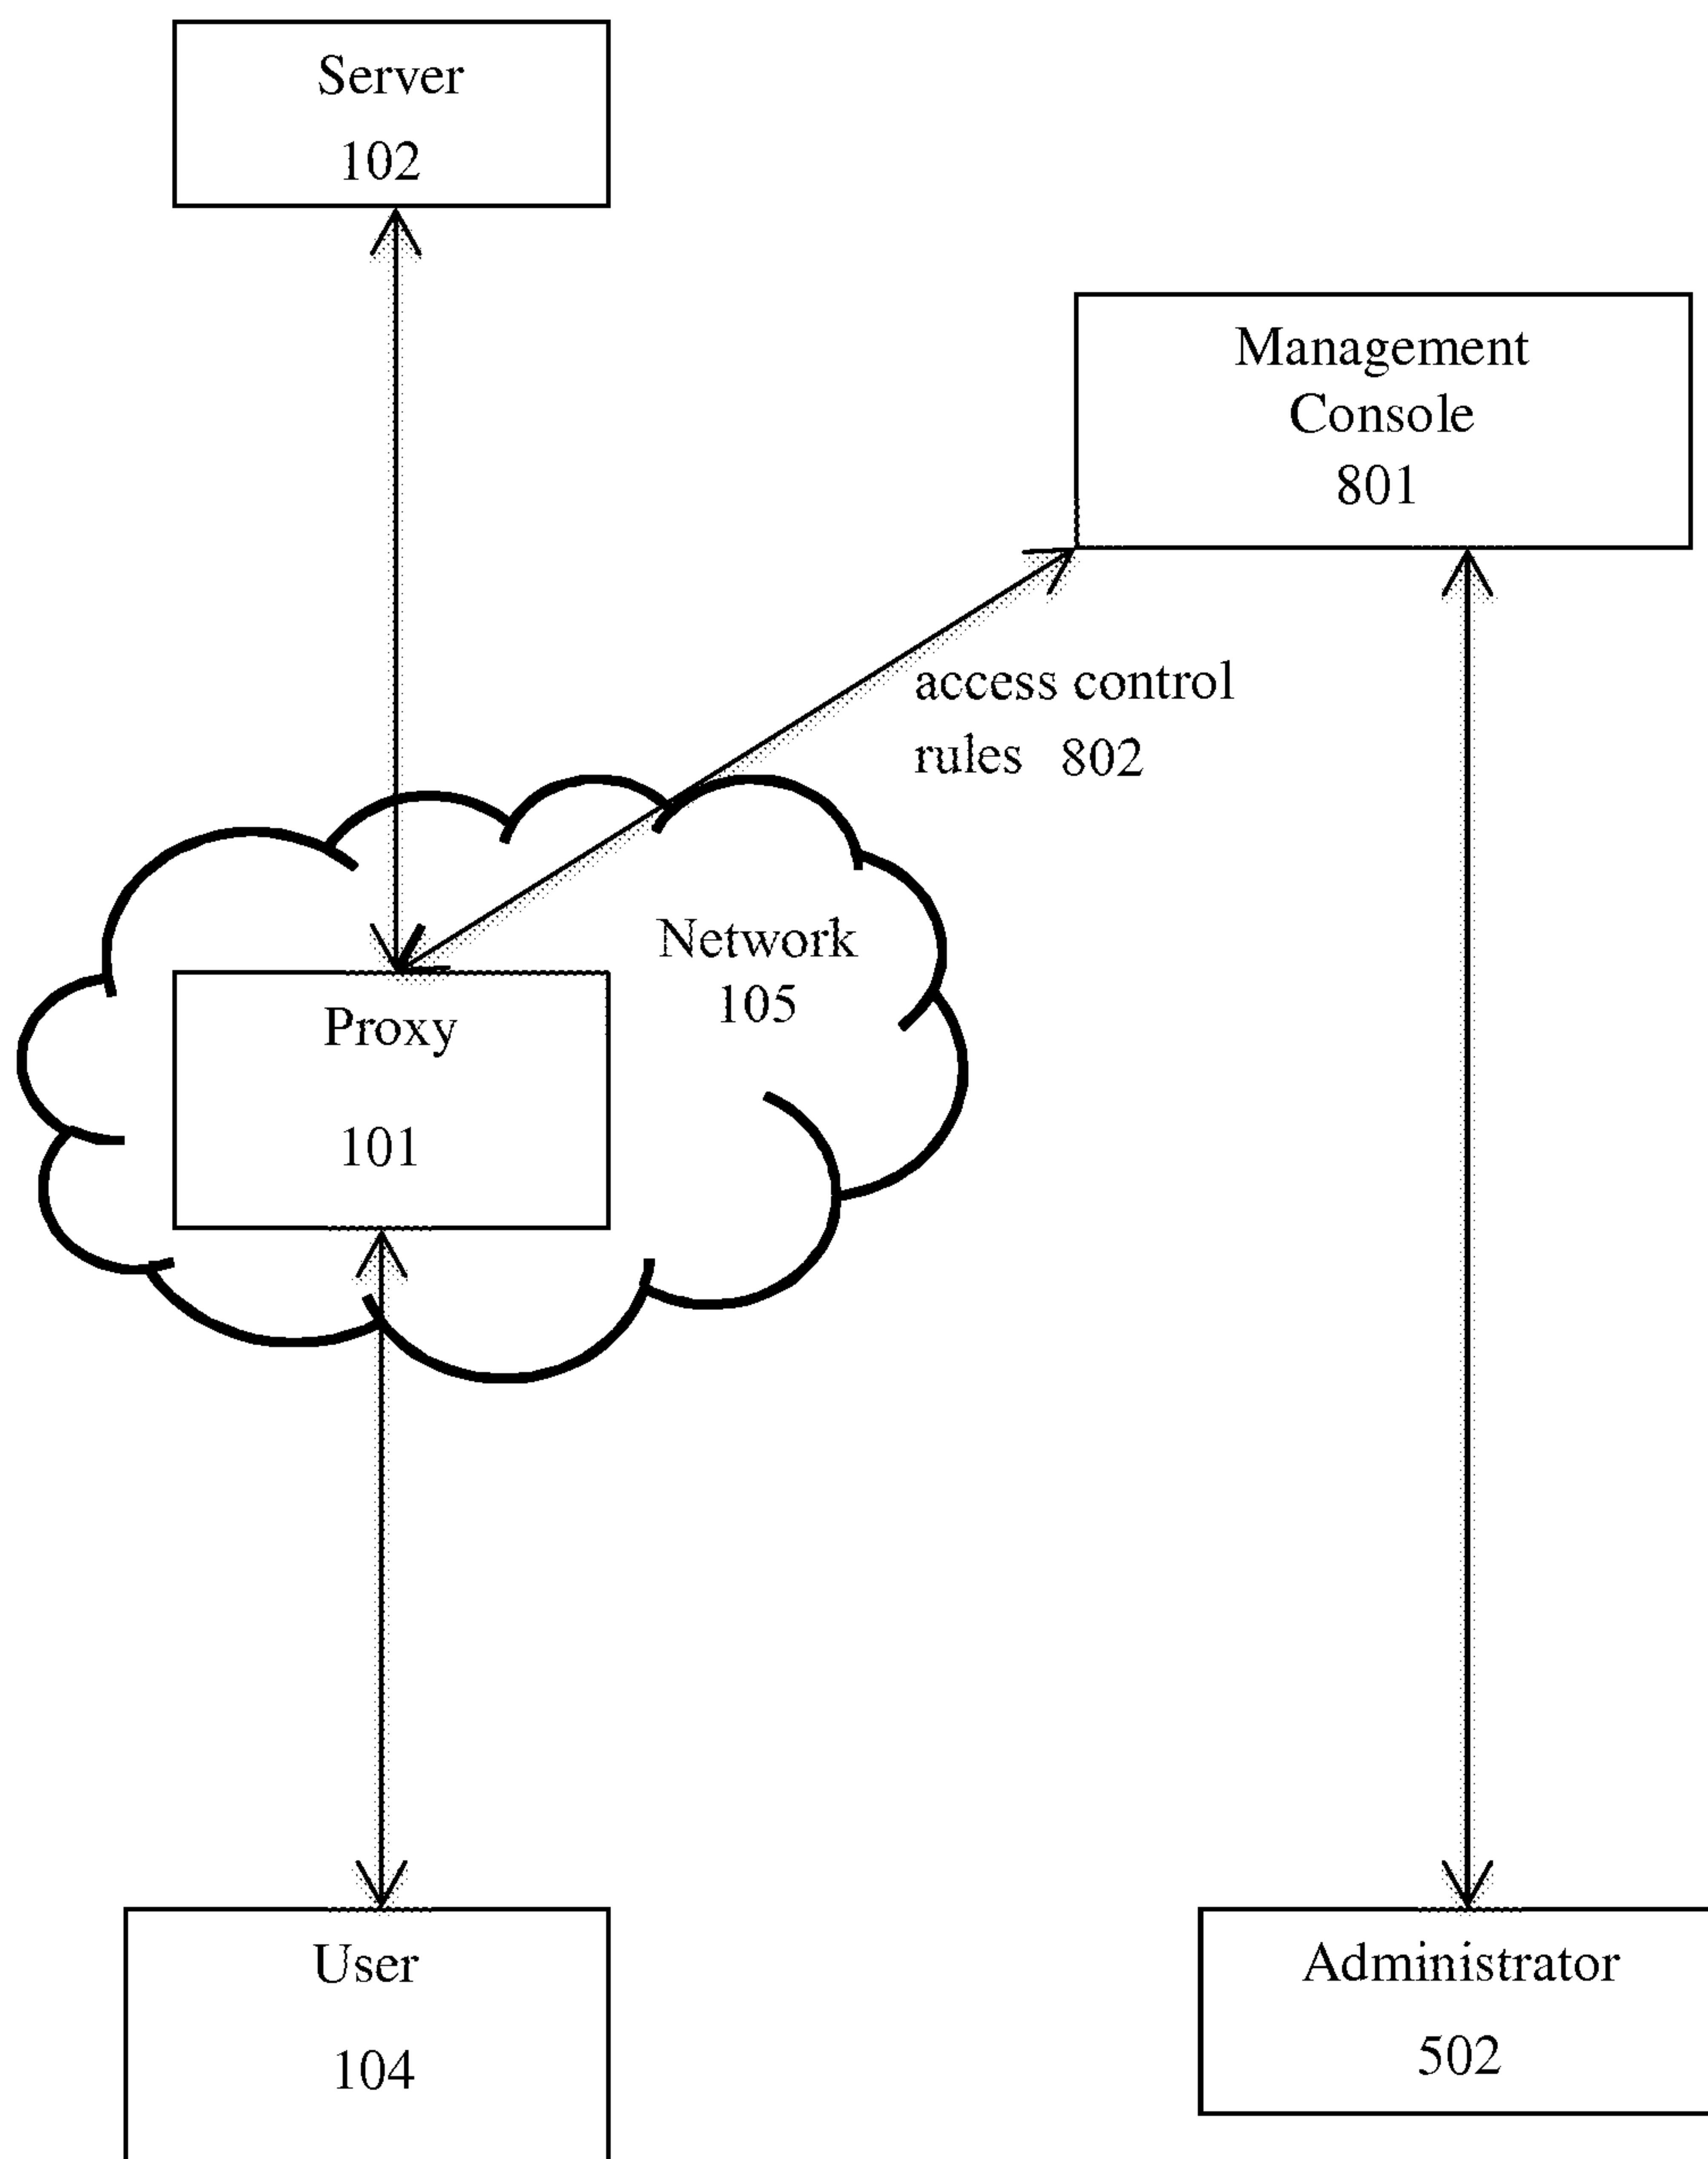 Server
102
Management
Console
801
access control
rules 802
Network
105
Proxy
101
User
104
Administrator
502